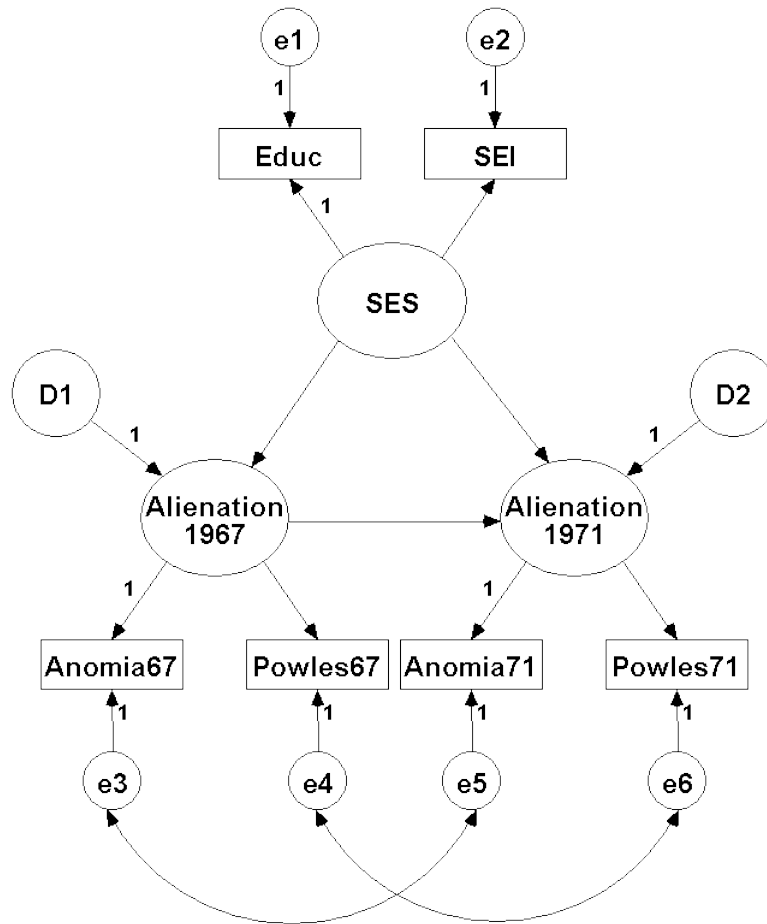 e1
e2
1
1
Educ
SEI
1
SES
D1
D2
1
1
Alienation
1967
Alienation
1971
1
1
Anomia67
Powles67
Anomia71
Powles71
1
1
1
1
e3
e4
e5
e6